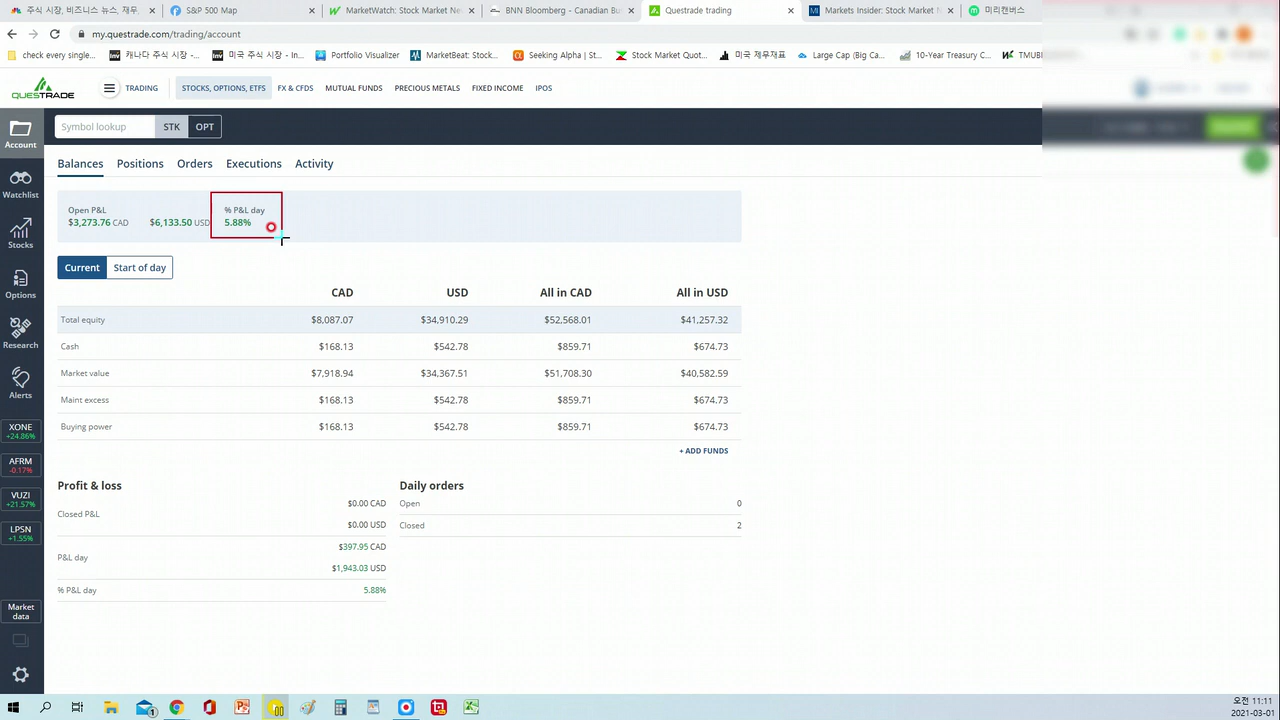 주식 시장, 비즈니스 뉴스, 재무.
S&P 500 Map
MarketWatch: Stock Market Ne
BNN Bloomberg - Canadian Bu
Questrade trading
Markets Insider: Stock Market N
미리캔버스
my.questrade.com/trading/account
check every single...
캐나다 주식 시장 - ...
미국 주식 시장 - In...
Portfolio Visualizer
MarketBeat: Stock...
Seeking Alpha | St...
Stock Market Quot...
미국 재무제표
Large Cap (Big Ca...
10-Year Treasury C...
TMUB
QUESTRADE
TRADING
STOCKS, OPTIONS, ETFS
FX & CFDS
MUTUAL FUNDS
PRECIOUS METALS
FIXED INCOME
IPOS
Symbol lookup
STK
OPT
Account
Watchlist
Stocks
Options
Research
Alerts
XONE
+24.86%
AFRM
-0.17%
VUZI
+21.57%
LPSN
+1.55%
Market
data
Balances Positions Orders Executions Activity
Open P&L % P&L day
$3,273.76 CAD $6,133.50 USD 5.88%
Current Start of day
CAD USD All in CAD All in USD
Total equity $8,087.07 $34,910.29 $52,568.01 $41,257.32
Cash $168.13 $542.78 $859.71 $674.73
Market value $7,918.94 $34,367.51 $51,708.30 $40,582.59
Maint excess $168.13 $542.78 $859.71 $674.73
Buying power $168.13 $542.78 $859.71 $674.73
+ ADD FUNDS
Profit & loss
$0.00 CAD
Closed P&L
$0.00 USD
$397.95 CAD
P&L day
$1,943.03 USD
% P&L day 5.88%
Daily orders
Open 0
Closed 2
오전 11:11
2021-03-01